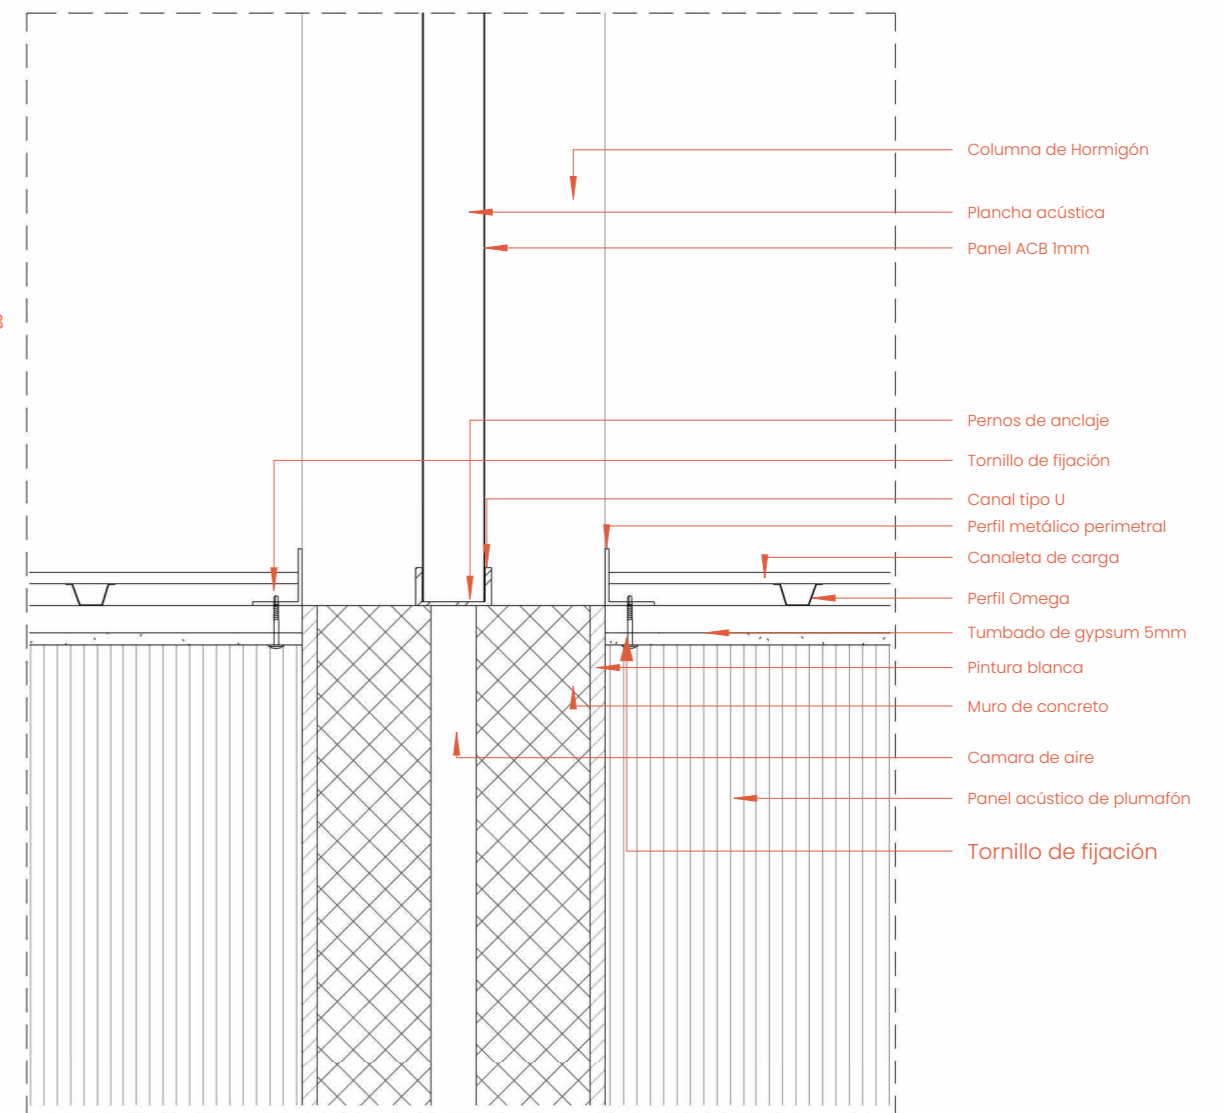 Columna de Hormigón
Plancha acústica
Panel ACB 1mm
3
Pernos de anclaje
Tornillo de fijación
Canal tipo U
Perfil metálico perimetral
Canaleta de carga
Perfil Omega
Tumbado de gypsum 5mm
Pintura blanca
Muro de concreto
Camara de aire
Panel acústico de plumafón
Tornillo de fijación